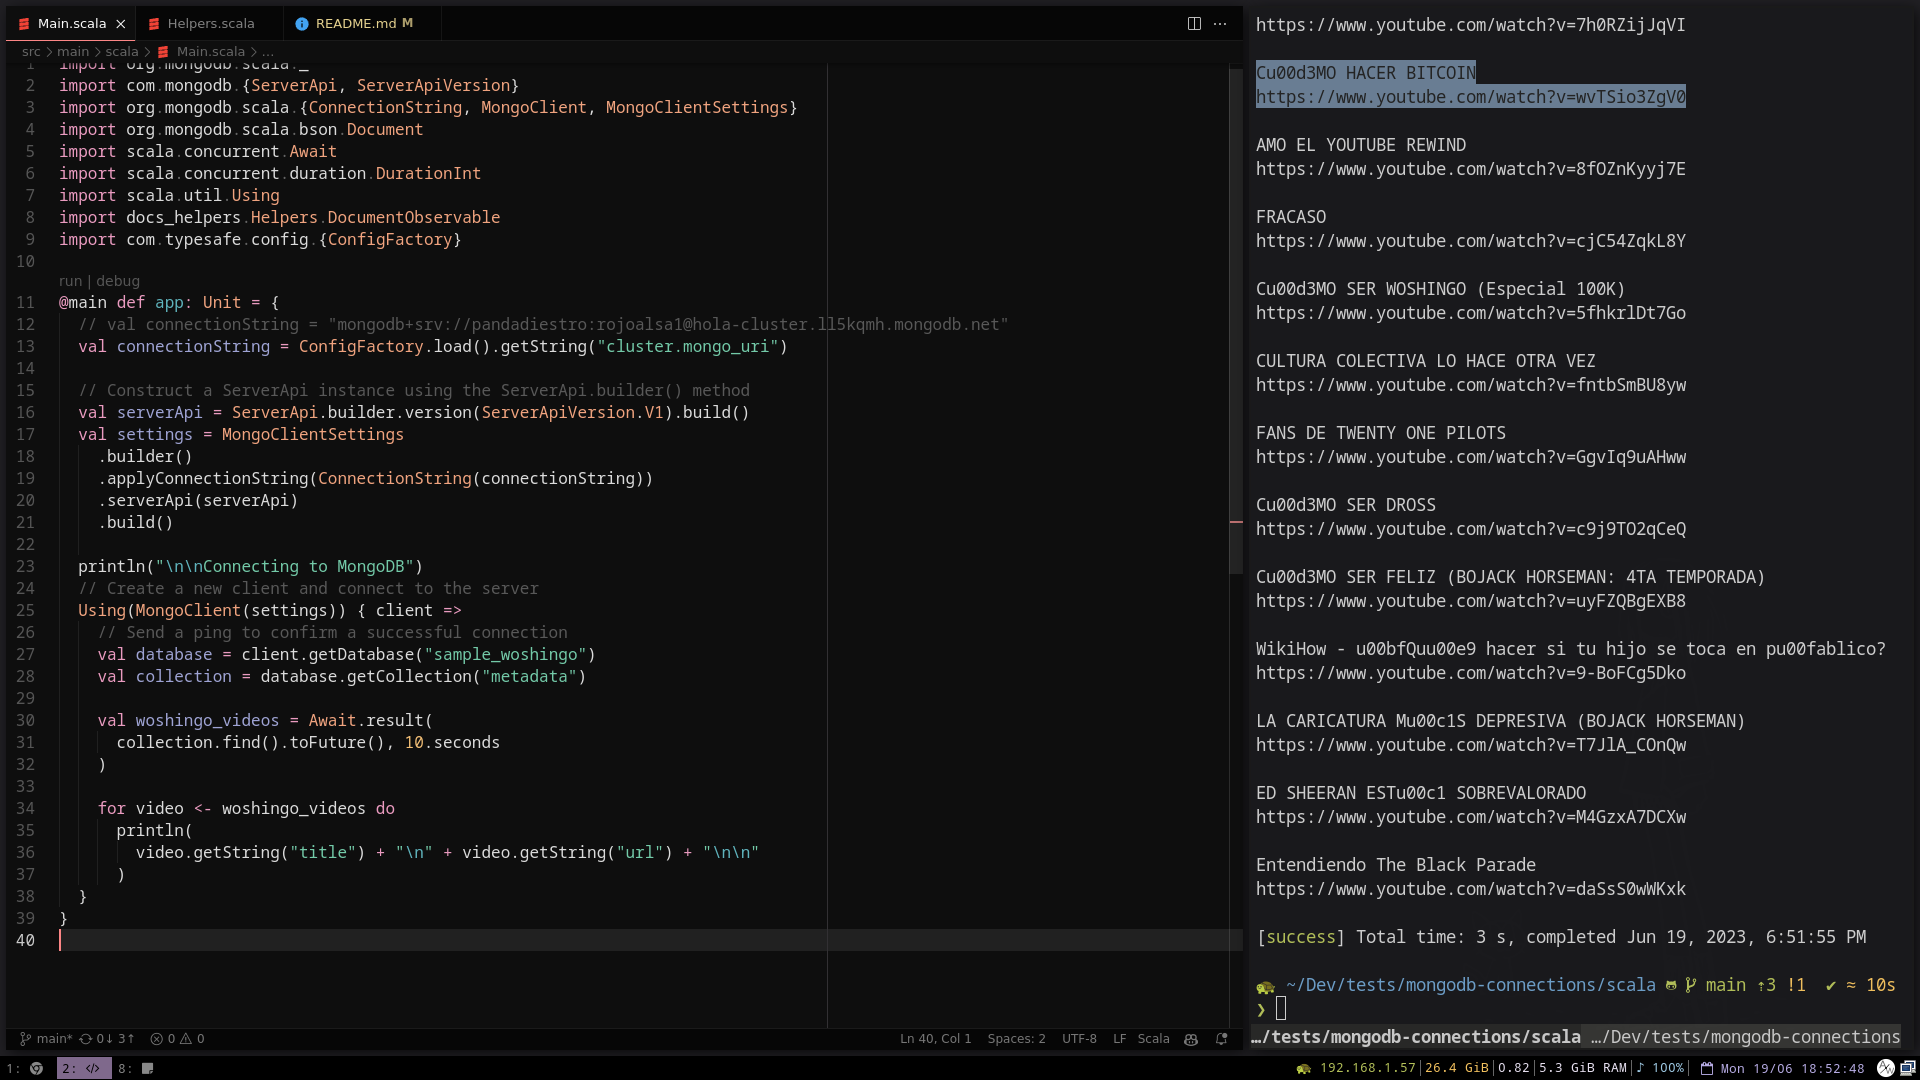 Main.scala
Helpers.scala
README.md M
src > main > scala > Main.scala > ...
1 import org.mongodb.scala._
2 import com.mongodb.{ServerApi, ServerApiVersion}
3 import org.mongodb.scala.{ConnectionString, MongoClient, MongoClientSettings}
4 import org.mongodb.scala.bson.Document
5 import scala.concurrent.Await
6 import scala.concurrent.duration.DurationInt
7 import scala.util.Using
8 import docs_helpers.Helpers.DocumentObservable
9 import com.typesafe.config.{ConfigFactory}
10
run | debug
11 @main def app: Unit = {
12 // val connectionString = "mongodb+srv://pandadiestro:rojoalsa1@hola-cluster.ll5kqmh.mongodb.net"
13 val connectionString = ConfigFactory.load().getString("cluster.mongo_uri")
14
15 // Construct a ServerApi instance using the ServerApi.builder() method
16 val serverApi = ServerApi.builder.version(ServerApiVersion.V1).build()
17 val settings = MongoClientSettings
18 .builder()
19 .applyConnectionString(ConnectionString(connectionString))
20 .serverApi(serverApi)
21 .build()
22
23 println("\n\nConnecting to MongoDB")
24 // Create a new client and connect to the server
25 Using(MongoClient(settings)) { client =>
26 // Send a ping to confirm a successful connection
27 val database = client.getDatabase("sample_woshingo")
28 val collection = database.getCollection("metadata")
29
30 val woshingo_videos = Await.result(
31 collection.find().toFuture(), 10.seconds
32 )
33
34 for video <- woshingo_videos do
35 println(
36 video.getString("title") + "\n" + video.getString("url") + "\n\n"
37 )
38 }
39 }
40
main* 0↓ 3↑ 0 0
Ln 40, Col 1 Spaces: 2 UTF-8 LF Scala
https://www.youtube.com/watch?v=7h0RZijJqVI
Cu00d3MO HACER BITCOIN
https://www.youtube.com/watch?v=wvTSio3ZgV0
AMO EL YOUTUBE REWIND
https://www.youtube.com/watch?v=8fOZnKyyj7E
FRACASO
https://www.youtube.com/watch?v=cjC54ZqkL8Y
Cu00d3MO SER WOSHINGO (Especial 100K)
https://www.youtube.com/watch?v=5fhkrlDt7Go
CULTURA COLECTIVA LO HACE OTRA VEZ
https://www.youtube.com/watch?v=fntbSmBU8yw
FANS DE TWENTY ONE PILOTS
https://www.youtube.com/watch?v=GgvIq9uAHww
Cu00d3MO SER DROSS
https://www.youtube.com/watch?v=c9j9TO2qCeQ
Cu00d3MO SER FELIZ (BOJACK HORSEMAN: 4TA TEMPORADA)
https://www.youtube.com/watch?v=uyFZQBgEXB8
WikiHow - u00bfQuu00e9 hacer si tu hijo se toca en pu00fablico?
https://www.youtube.com/watch?v=9-BoFCg5Dko
LA CARICATURA Mu00c1S DEPRESIVA (BOJACK HORSEMAN)
https://www.youtube.com/watch?v=T7JlA_COnQw
ED SHEERAN ESTu00c1 SOBREVALORADO
https://www.youtube.com/watch?v=M4GzxA7DCXw
Entendiendo The Black Parade
https://www.youtube.com/watch?v=daSsS0wWKxk
[success] Total time: 3 s, completed Jun 19, 2023, 6:51:55 PM
~/Dev/tests/mongodb-connections/scala main ⇡3 !1 ✔ ≈ 10s
❯
…/tests/mongodb-connections/scala …/Dev/tests/mongodb-connections
1: 2: </> 8:
192.168.1.57| 26.4 GiB| 0.82| 5.3 GiB RAM| ♪ 100%| Mon 19/06 18:52:48